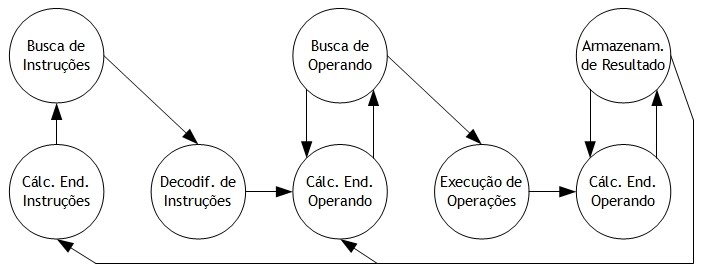 Busca de
Instruções
Busca de
Operando
Armazenam.
de Resultado
Cálc. End.
Instruções
Decodif. de
Instruções
Cálc. End.
Operando
Execução de
Operações
Cálc. End.
Operando